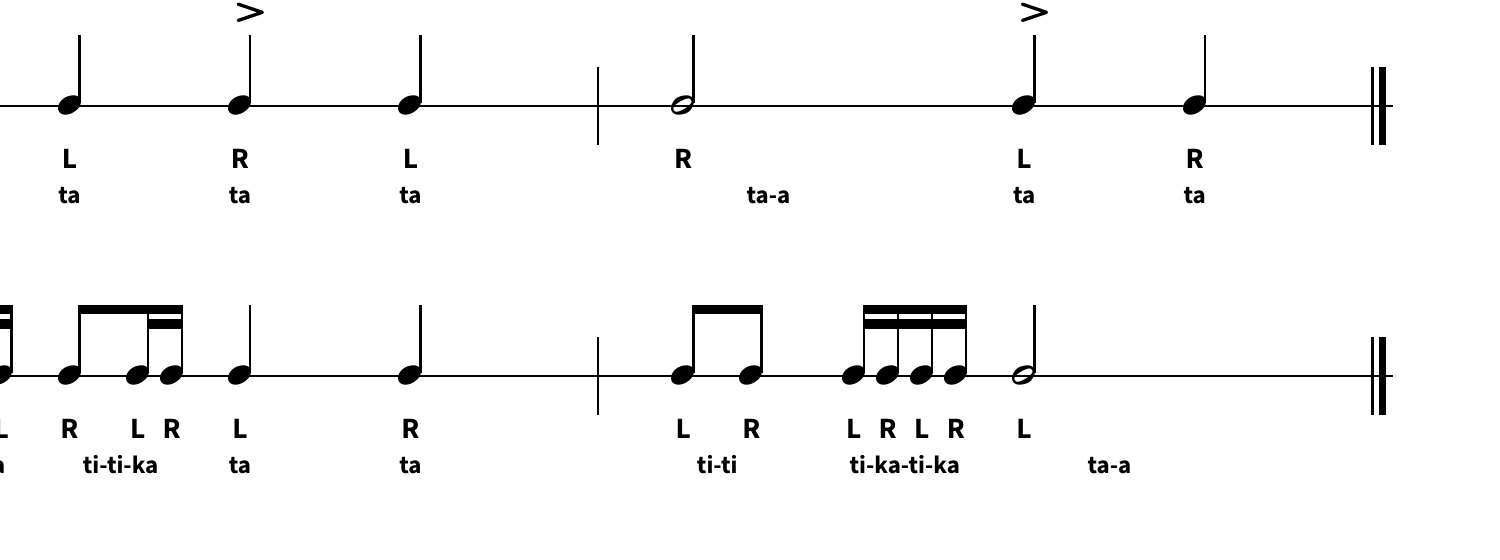 L R L R L R
ta ta ta ta-a ta ta
L R L R L R L R L R L R L
a ti-ti-ka ta ta ti-ti ti-ka-ti-ka ta-a